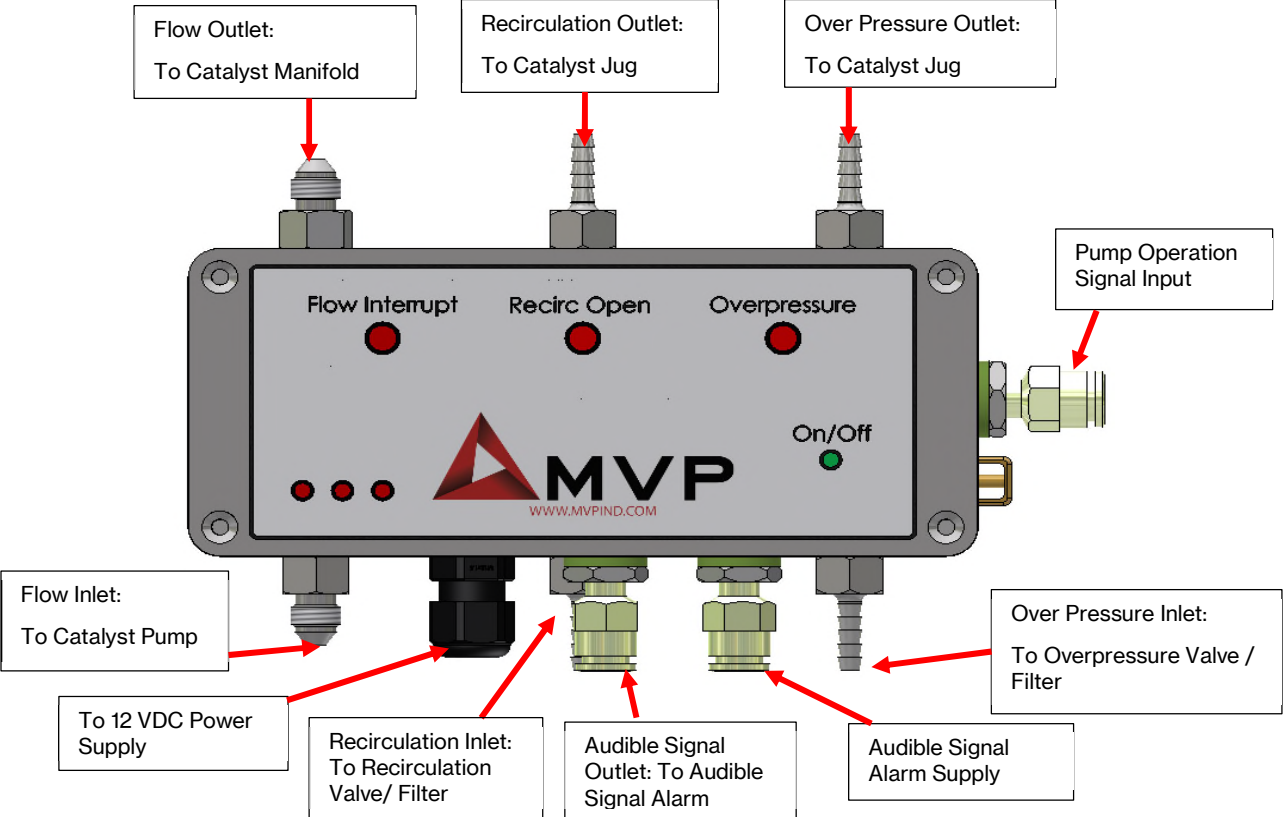 Flow Outlet:
To Catalyst Manifold
Recirculation Outlet:
To Catalyst Jug
Over Pressure Outlet:
To Catalyst Jug
Pump Operation
Signal Input
Flow Interrupt
Recirc Open
Overpressure
On/Off
MVP
WWW.MVPIND.COM
Flow Inlet:
To Catalyst Pump
To 12 VDC Power
Supply
Recirculation Inlet:
To Recirculation
Valve/ Filter
Audible Signal
Outlet: To Audible
Signal Alarm
Audible Signal
Alarm Supply
Over Pressure Inlet:
To Overpressure Valve /
Filter